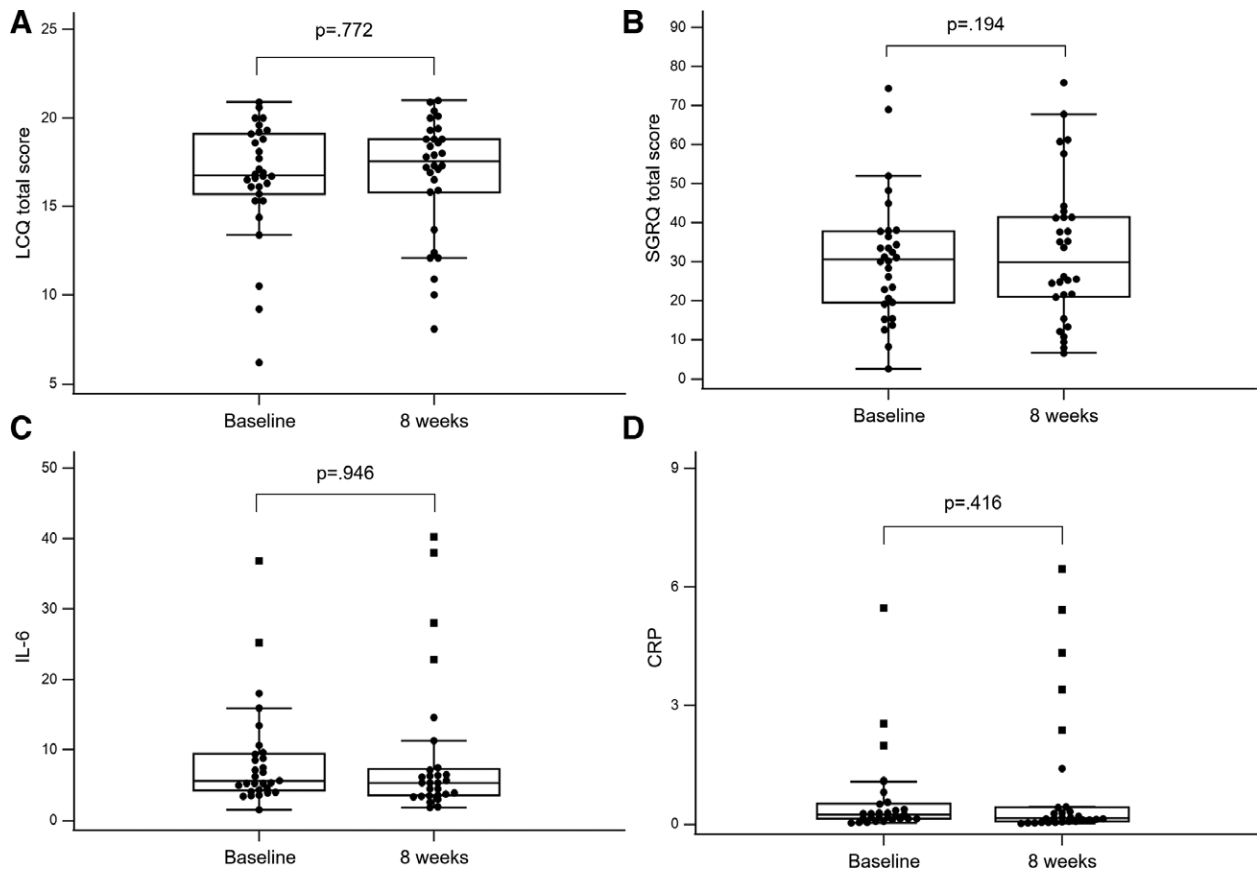 A
p=.772
LCQ total score
25
20
15
10
5
Baseline 8 weeks
B
p=.194
SGRQ total score
90
80
70
60
50
40
30
20
10
0
Baseline 8 weeks
C
p=.946
IL-6
50
40
30
20
10
0
Baseline 8 weeks
D
p=.416
CRP
9
6
3
0
Baseline 8 weeks